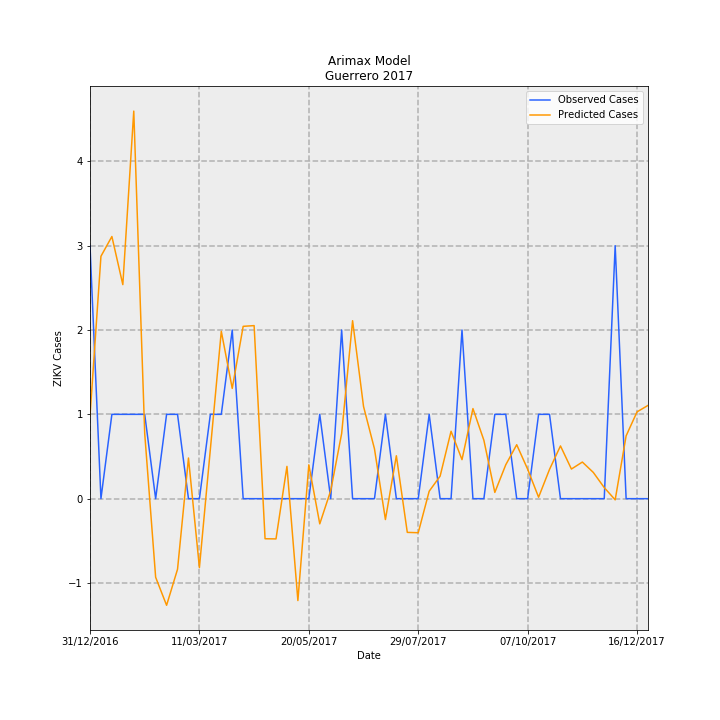 Arimax Model
Guerrero 2017
Observed Cases
Predicted Cases
ZIKV Cases
4
3
2
1
0
−1
31/12/2016 11/03/2017 20/05/2017 29/07/2017 07/10/2017 16/12/2017
Date